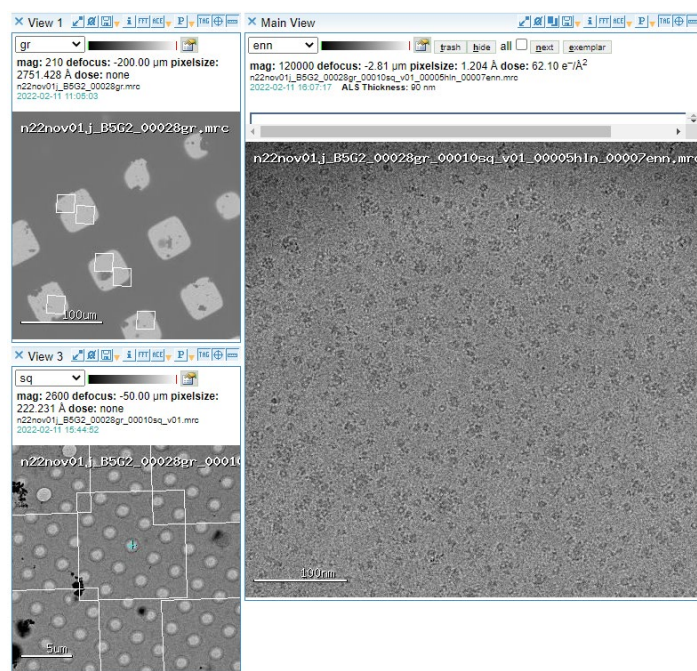 View 1
gr
mag: 210 defocus: -200.00 μm pixelsize:
2751.428 Å dose: none
n22nov01j_B5G2_00028gr.mrc
2022-02-11 11:05:03
n22nov01j_B5G2_00028gr.mrc
100um
View 3
sq
mag: 2600 defocus: -50.00 μm pixelsize:
222.231 Å dose: none
n22nov01j_B5G2_00028gr_00010sq_v01.mrc
2022-02-11 15:44:52
n22nov01j_B5G2_00028gr_00010
5um
Main View
enn
trash hide all next exemplar
mag: 120000 defocus: -2.81 μm pixelsize: 1.204 Å dose: 62.10 e⁻/Å²
n22nov01j_B5G2_00028gr_00010sq_v01_00005hln_00007enn.mrc
2022-02-11 16:07:17 ALS Thickness: 90 nm
n22nov01j_B5G2_00028gr_00010sq_v01_00005hln_00007enn.mrc
100nm